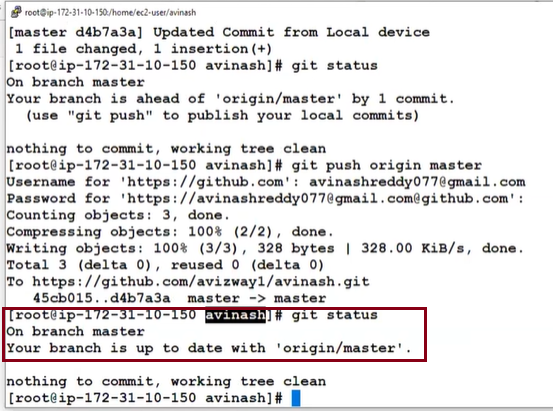 root@ip-172-31-10-150:/home/ec2-user/avinash
[master d4b7a3a] Updated Commit from Local device
 1 file changed, 1 insertion(+)
[root@ip-172-31-10-150 avinash]# git status
On branch master
Your branch is ahead of 'origin/master' by 1 commit.
  (use "git push" to publish your local commits)
nothing to commit, working tree clean
[root@ip-172-31-10-150 avinash]# git push origin master
Username for 'https://github.com': avinashreddy077@gmail.com
Password for 'https://avinashreddy077@gmail.com@github.com':
Counting objects: 3, done.
Compressing objects: 100% (2/2), done.
Writing objects: 100% (3/3), 328 bytes | 328.00 KiB/s, done.
Total 3 (delta 0), reused 0 (delta 0)
To https://github.com/avizway1/avinash.git
   45cb015..d4b7a3a  master -> master
[root@ip-172-31-10-150 avinash]# git status
On branch master
Your branch is up to date with 'origin/master'.
nothing to commit, working tree clean
[root@ip-172-31-10-150 avinash]#